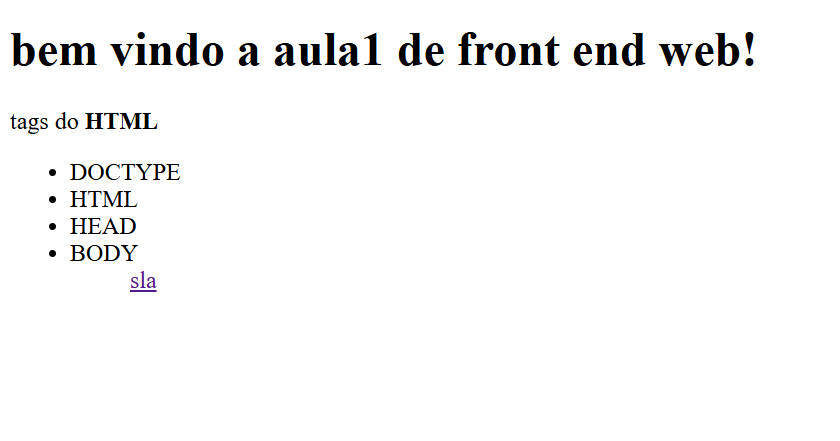 bem vindo a aula1 de front end web!
tags do HTML
DOCTYPE
HTML
HEAD
BODY
sla